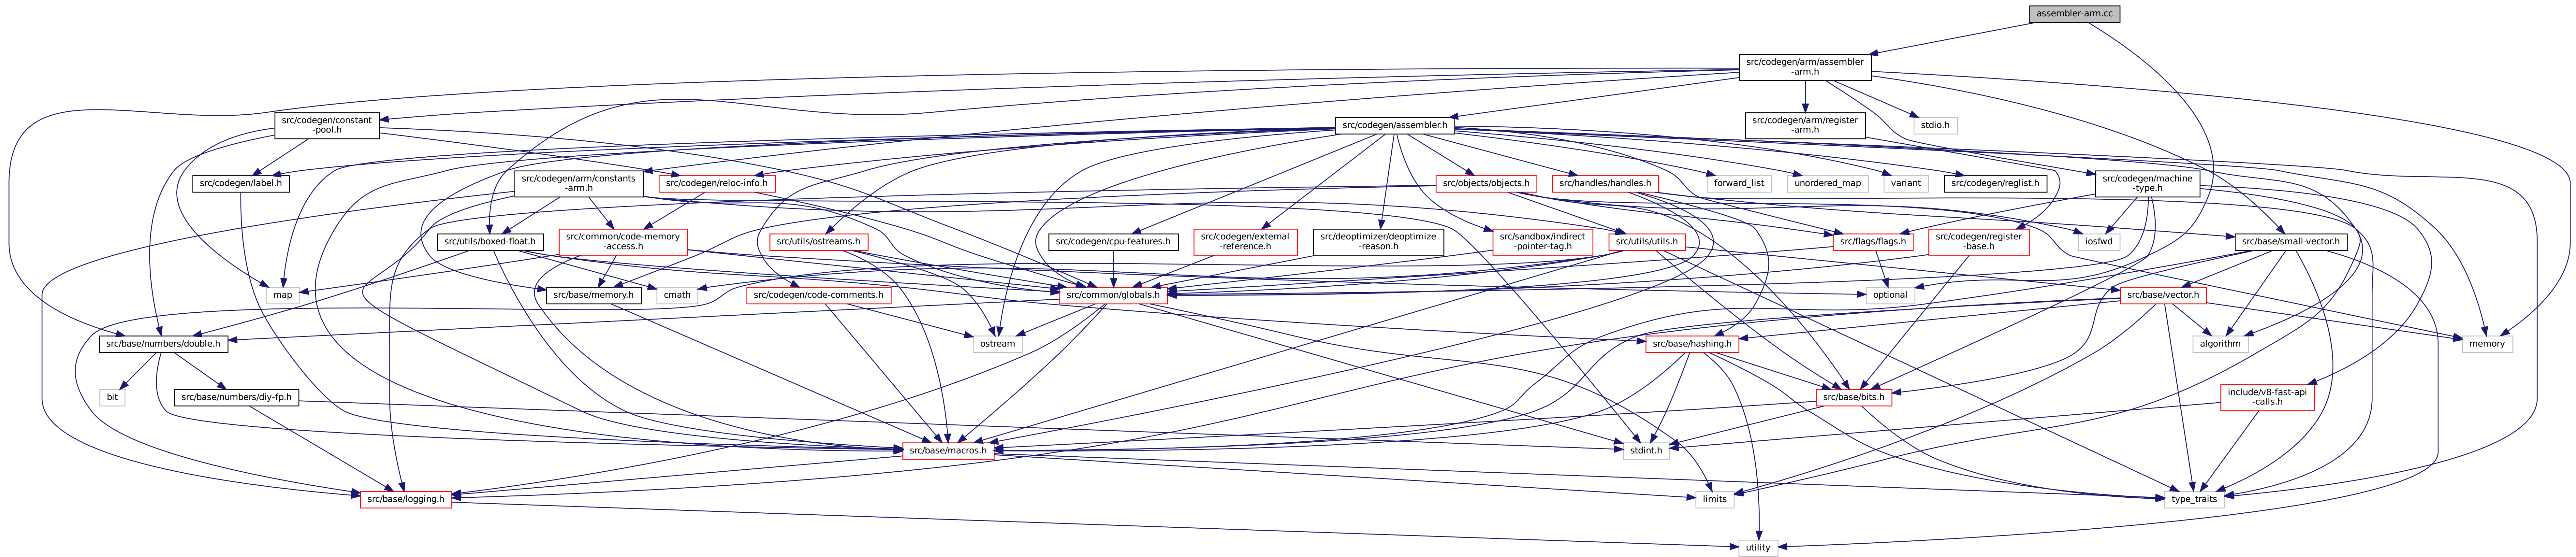 assembler-arm.cc
src/codegen/arm/assembler
-arm.h
src/codegen/constant
-pool.h
src/codegen/assembler.h
src/codegen/arm/register
-arm.h
stdio.h
src/codegen/label.h
src/codegen/arm/constants
-arm.h
src/codegen/reloc-info.h
src/objects/objects.h
src/handles/handles.h
forward_list
unordered_map
variant
src/codegen/reglist.h
src/codegen/machine
-type.h
src/utils/boxed-float.h
src/common/code-memory
-access.h
src/utils/ostreams.h
src/codegen/cpu-features.h
src/codegen/external
-reference.h
src/deoptimizer/deoptimize
-reason.h
src/sandbox/indirect
-pointer-tag.h
src/utils/utils.h
src/flags/flags.h
src/codegen/register
-base.h
iosfwd
src/base/small-vector.h
map
src/base/memory.h
cmath
src/codegen/code-comments.h
src/common/globals.h
optional
src/base/vector.h
src/base/numbers/double.h
ostream
src/base/hashing.h
algorithm
memory
bit
src/base/numbers/diy-fp.h
src/base/bits.h
include/v8-fast-api
-calls.h
src/base/macros.h
stdint.h
src/base/logging.h
limits
type_traits
utility